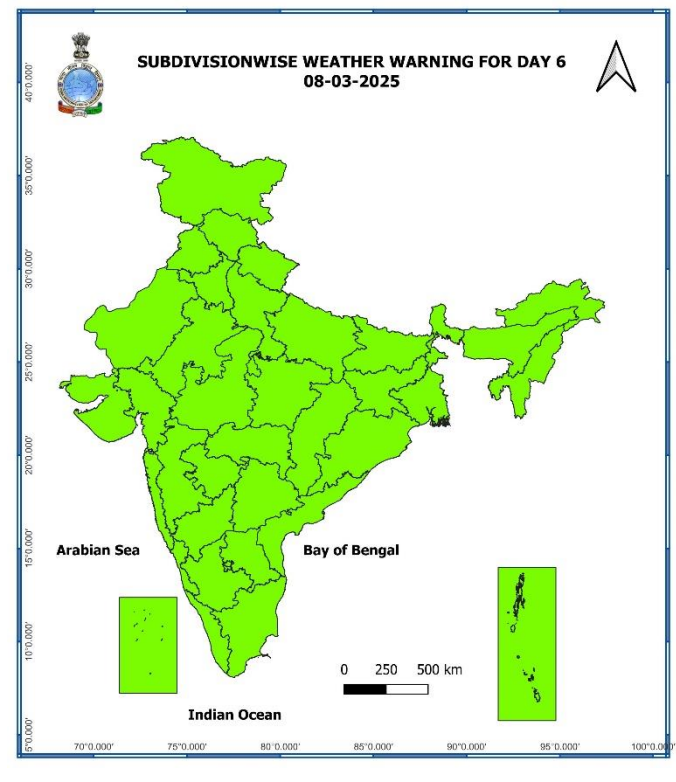 SUBDIVISIONWISE WEATHER WARNING FOR DAY 6
08-03-2025
40°0.000'
35°0.000'
30°0.000'
25°0.000'
20°0.000'
15°0.000'
10°0.000'
5°0.000'
Arabian Sea
Bay of Bengal
0 250 500 km
Indian Ocean
70°0.000' 75°0.000' 80°0.000' 85°0.000' 90°0.000' 95°0.000' 100°0.000'